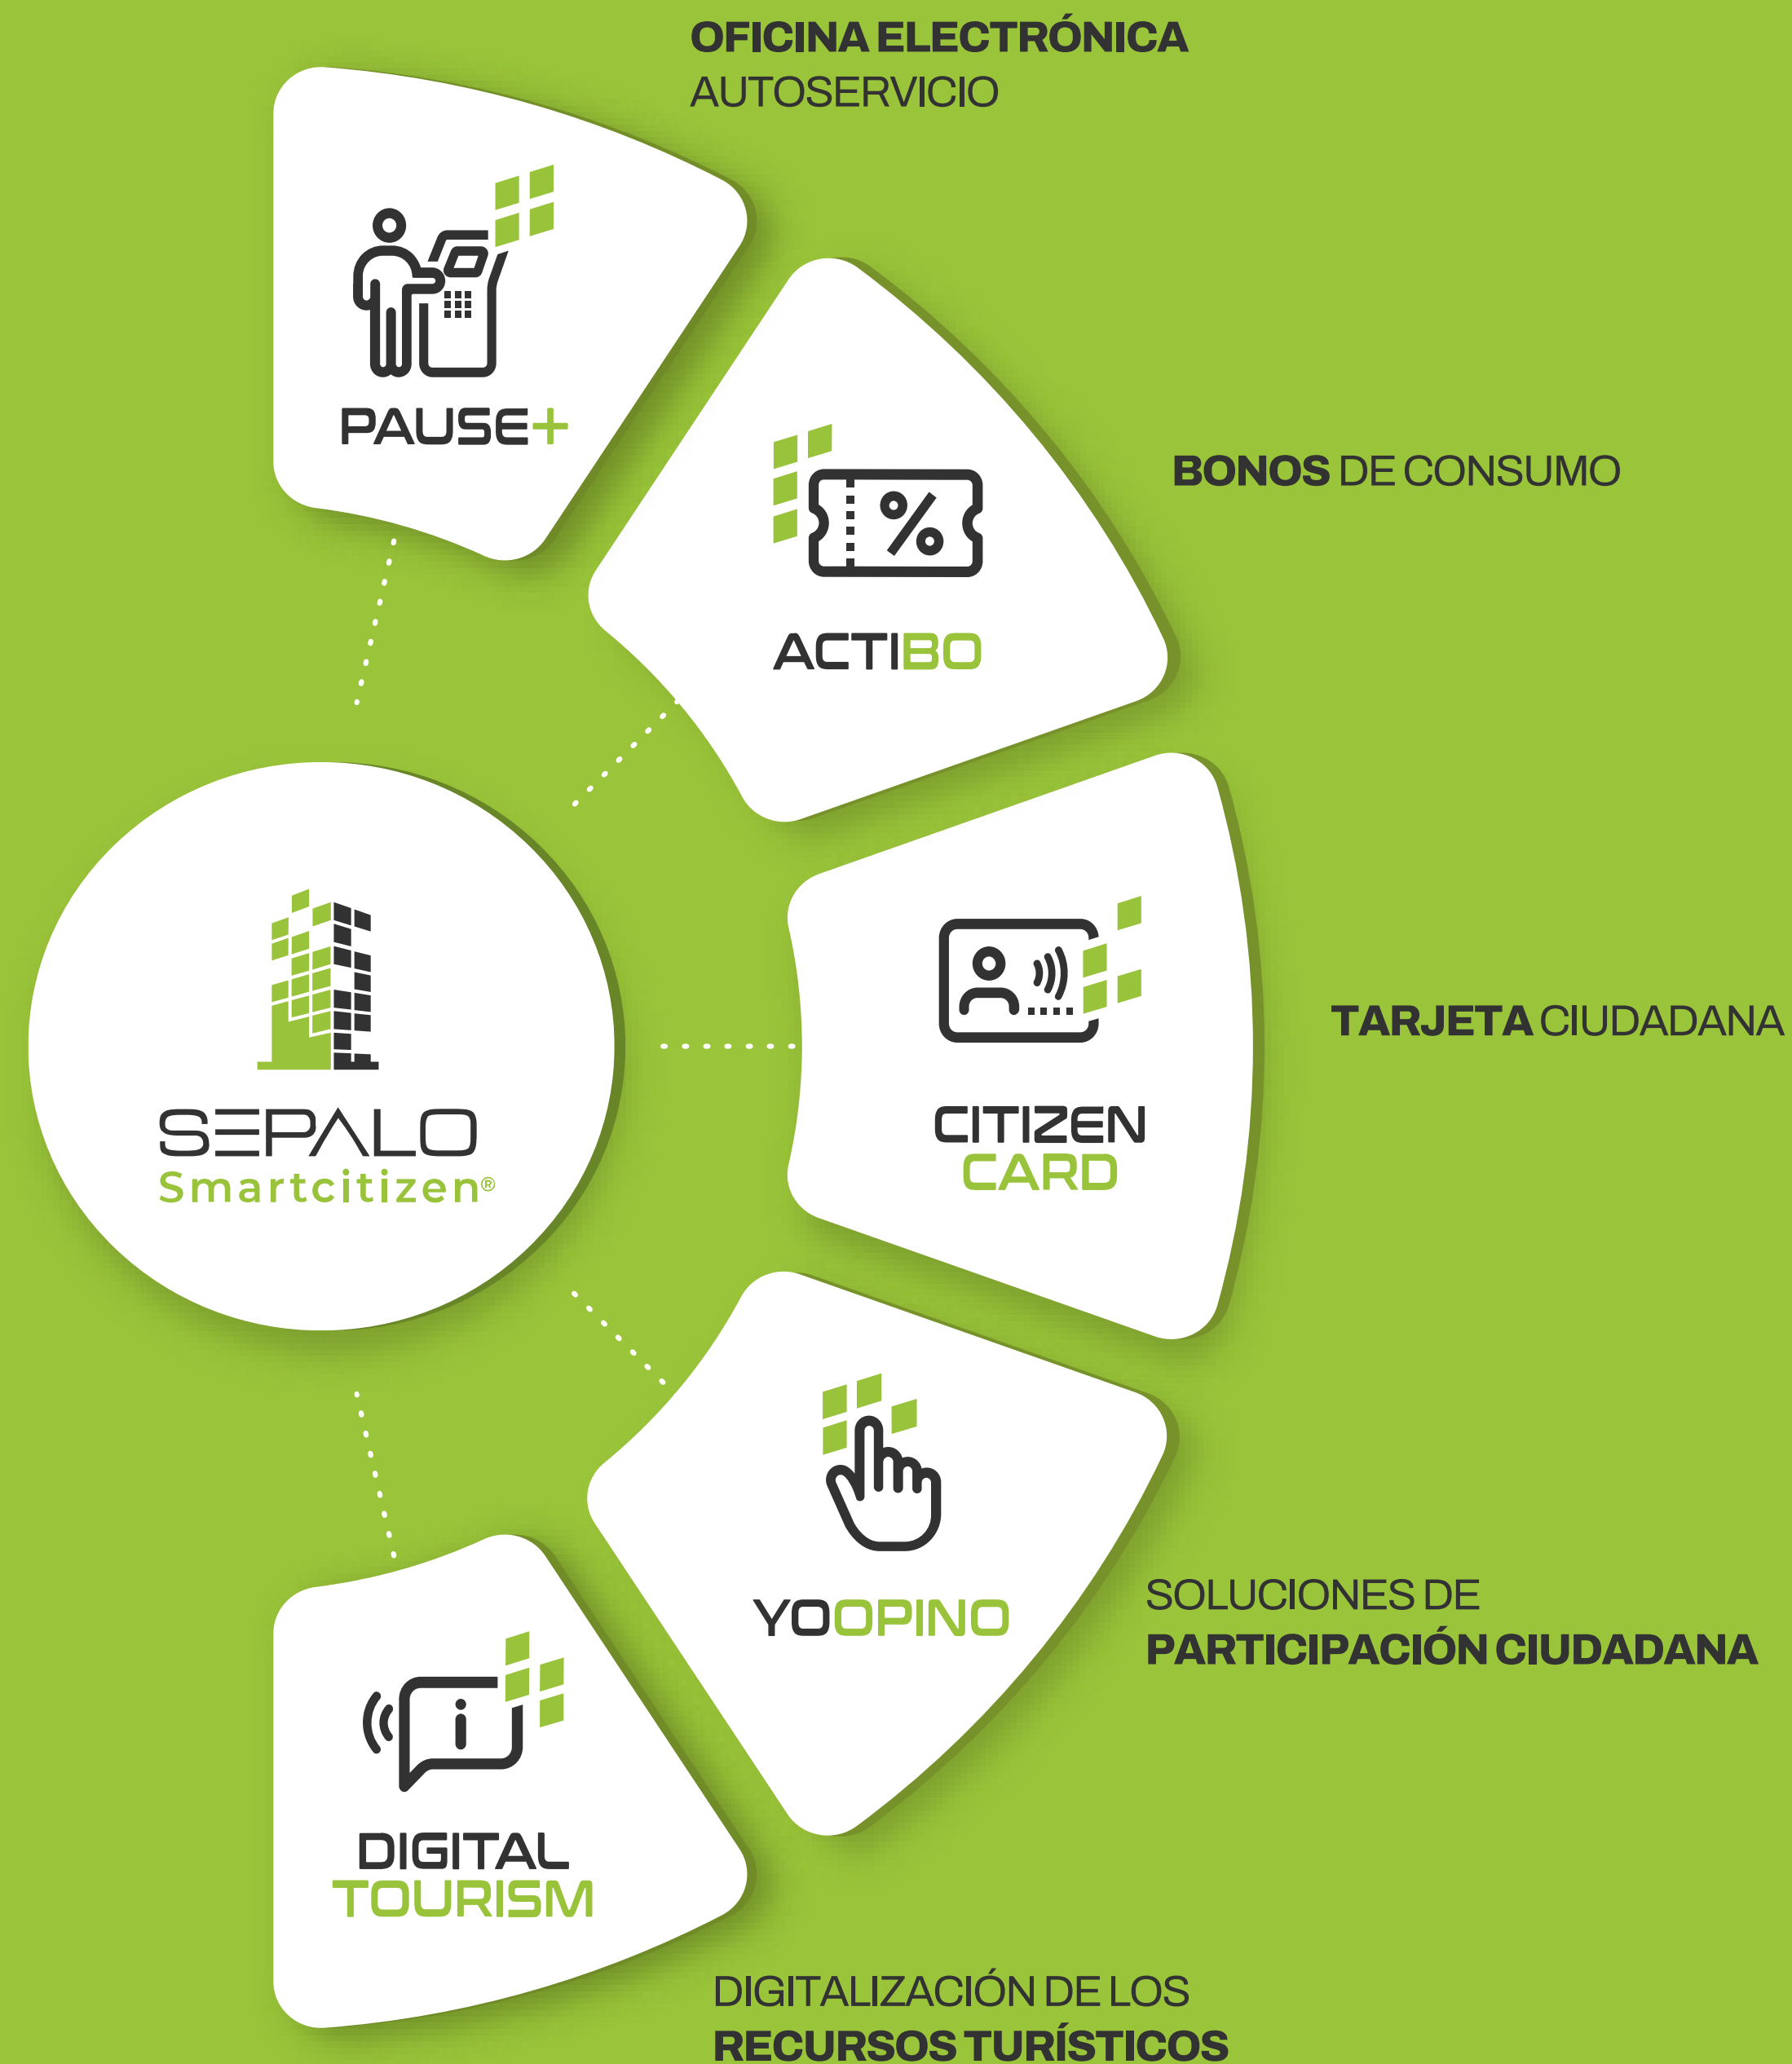 OFICINA ELECTRÓNICA
AUTOSERVICIO
PAUSE+
BONOS DE CONSUMO
ACTIBO
TARJETA CIUDADANA
CITIZEN
CARD
SEPALO
Smartcitizen®
SOLUCIONES DE
PARTICIPACIÓN CIUDADANA
YOOPINO
DIGITAL
TOURISM
DIGITALIZACIÓN DE LOS
RECURSOS TURÍSTICOS